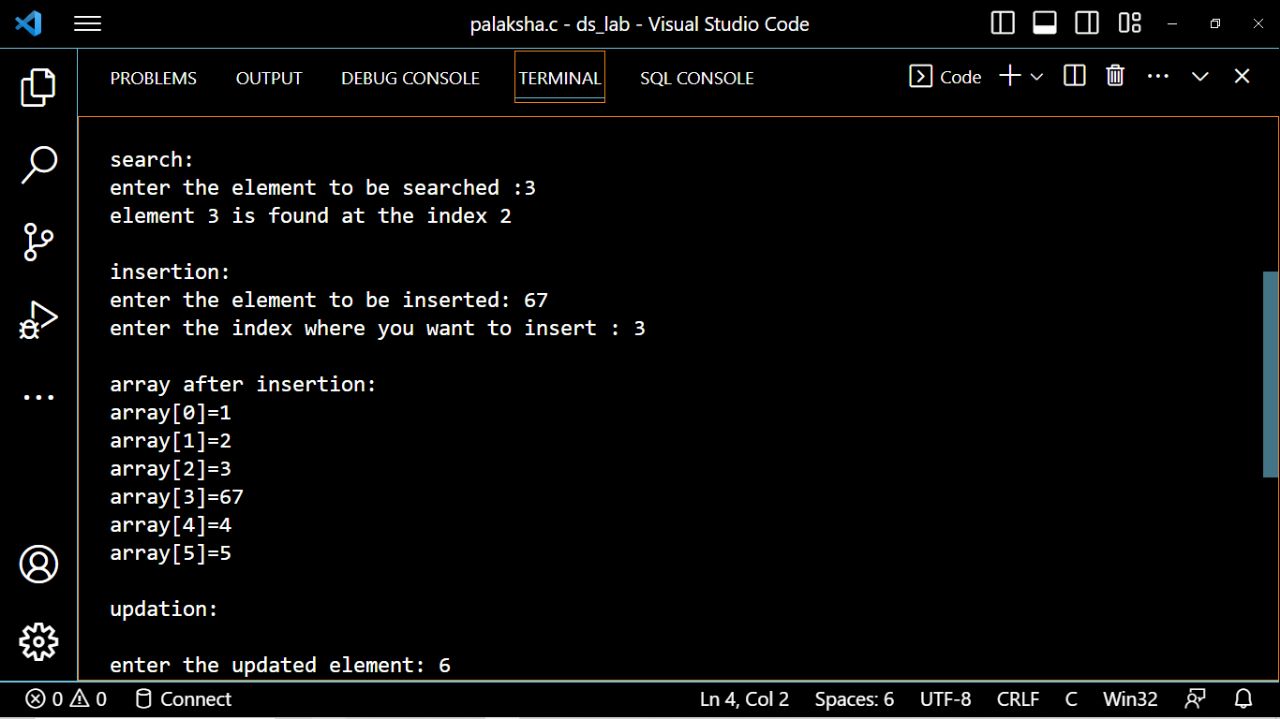 palaksha.c - ds_lab - Visual Studio Code
PROBLEMS OUTPUT DEBUG CONSOLE TERMINAL SQL CONSOLE Code
search:
enter the element to be searched :3
element 3 is found at the index 2
insertion:
enter the element to be inserted: 67
enter the index where you want to insert : 3
array after insertion:
array[0]=1
array[1]=2
array[2]=3
array[3]=67
array[4]=4
array[5]=5
updation:
enter the updated element: 6
0 0 Connect Ln 4, Col 2 Spaces: 6 UTF-8 CRLF C Win32